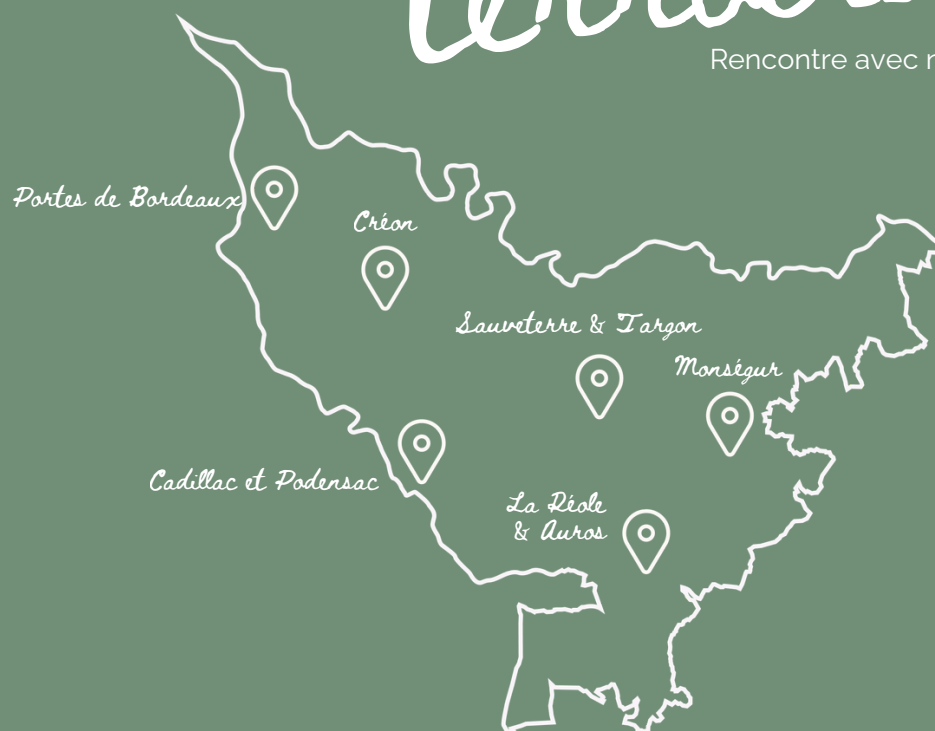 Rencontre avec
Portes de Bordeaux
Créon
Sauveterre & Targon
Monségur
Cadillac et Podensac
La Réole
& Auros